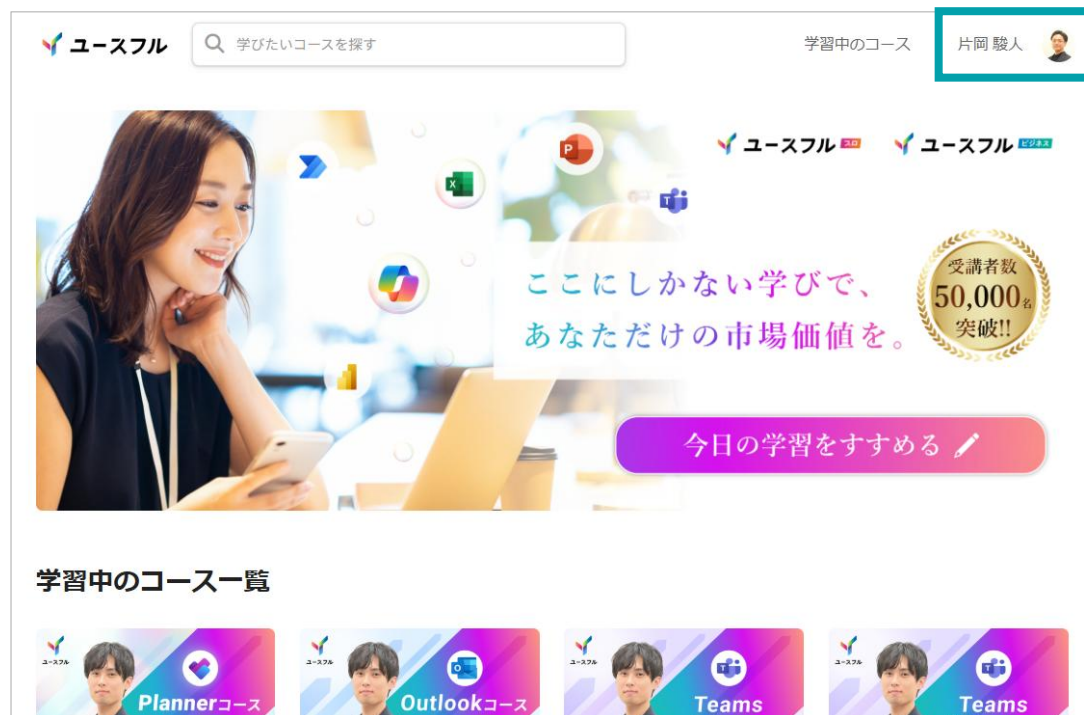 ユースフル
学びたいコースを探す
学習中のコース
片岡 駿人
ユースフル プロ
ユースフル ビジネス
ここにしかない学びで、
あなただけの市場価値を。
受講者数
50,000名
突破!!
今日の学習をすすめる
学習中のコース一覧
ユースフル
Plannerコース
ユースフル
Outlookコース
ユースフル
Teams
ユースフル
Teams